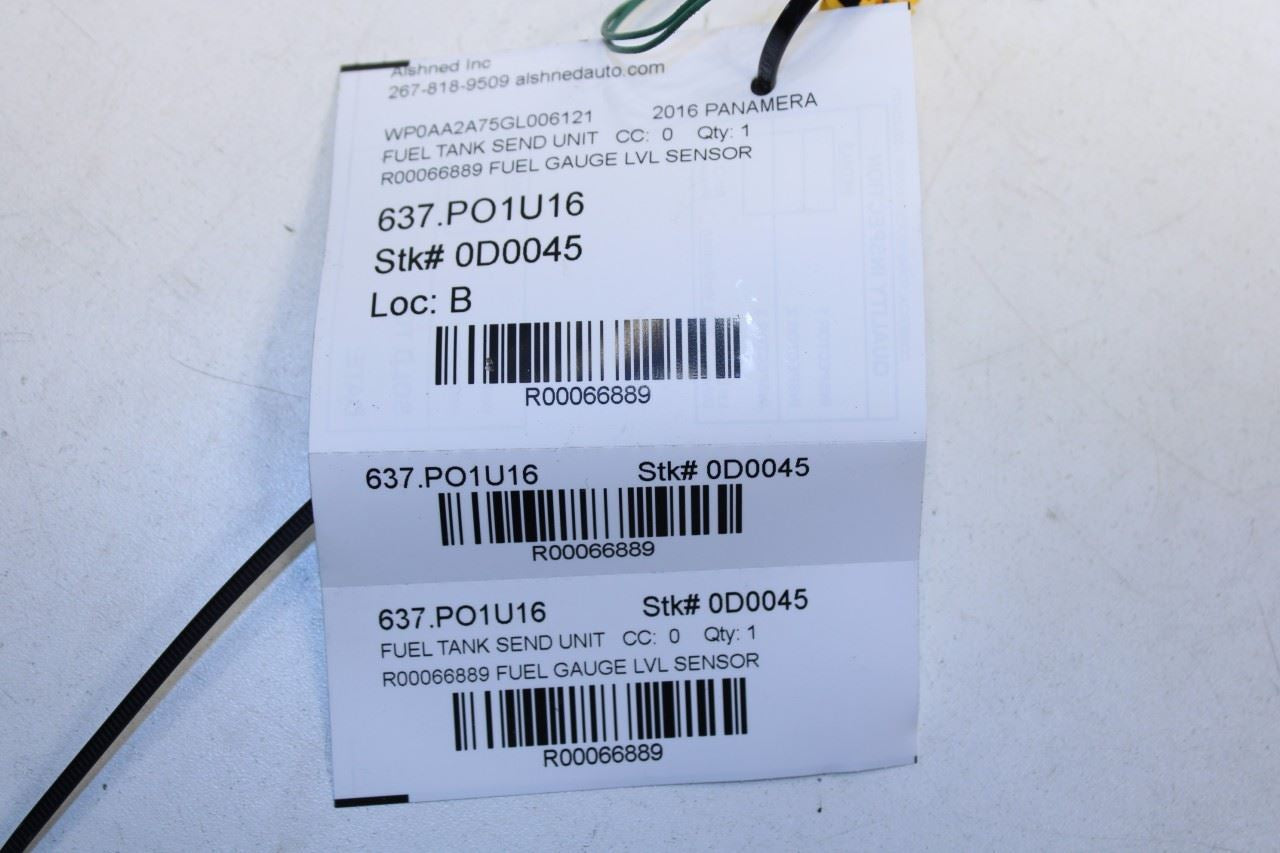 Alshned Inc
267-818-9509 alshnedauto.com
WP0AA2A75GL006121 2016 PANAMERA
FUEL TANK SEND UNIT CC: 0 Qty: 1
R00066889 FUEL GAUGE LVL SENSOR
637.PO1U16
Stk# 0D0045
Loc: B
R00066889
637.PO1U16 Stk# 0D0045
R00066889
637.PO1U16 Stk# 0D0045
FUEL TANK SEND UNIT CC: 0 Qty: 1
R00066889 FUEL GAUGE LVL SENSOR
R00066889